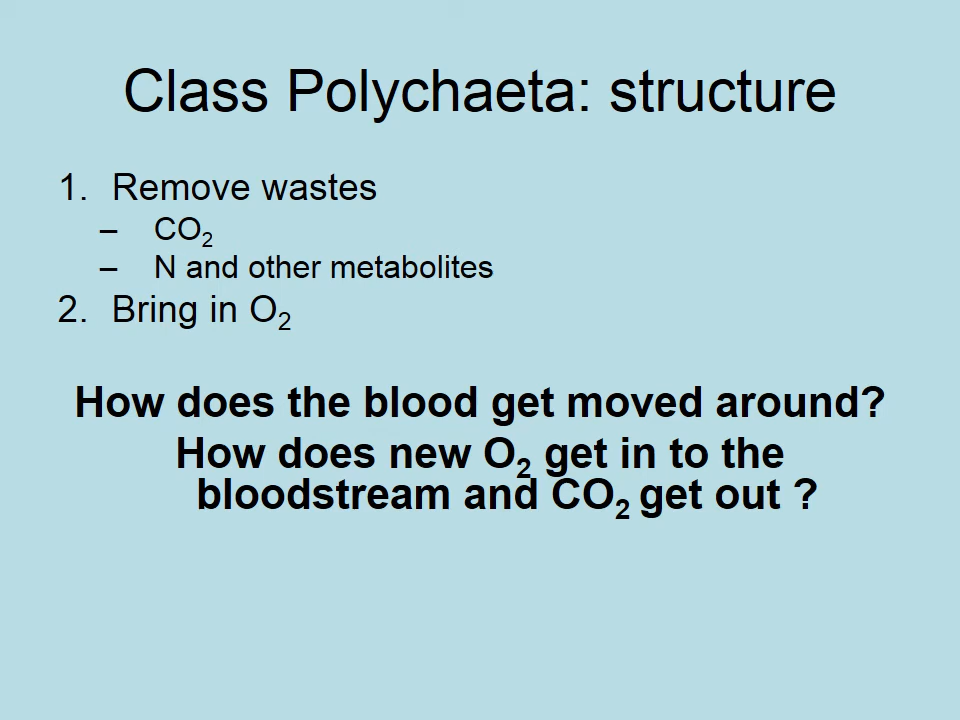 Class Polychaeta: structure
1. Remove wastes
– CO₂
– N and other metabolites
2. Bring in O₂
How does the blood get moved around?
How does new O₂ get in to the
bloodstream and CO₂ get out ?